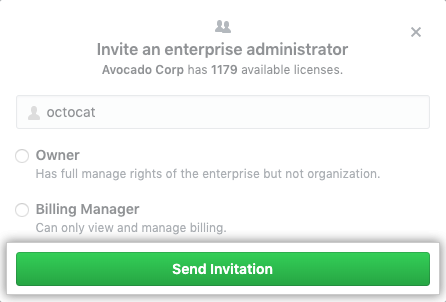 Invite an enterprise administrator
Avocado Corp has 1179 available licenses.
octocat
Owner
Has full manage rights of the enterprise but not organization.
Billing Manager
Can only view and manage billing.
Send Invitation